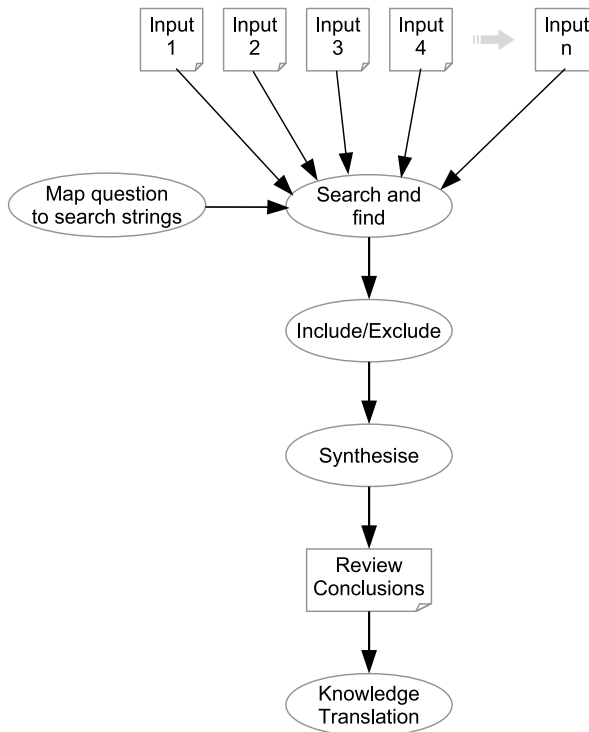 Input
1
Input
2
Input
3
Input
4
Input
n
Map question
to search strings
Search and
find
Include/Exclude
Synthesise
Review
Conclusions
Knowledge
Translation